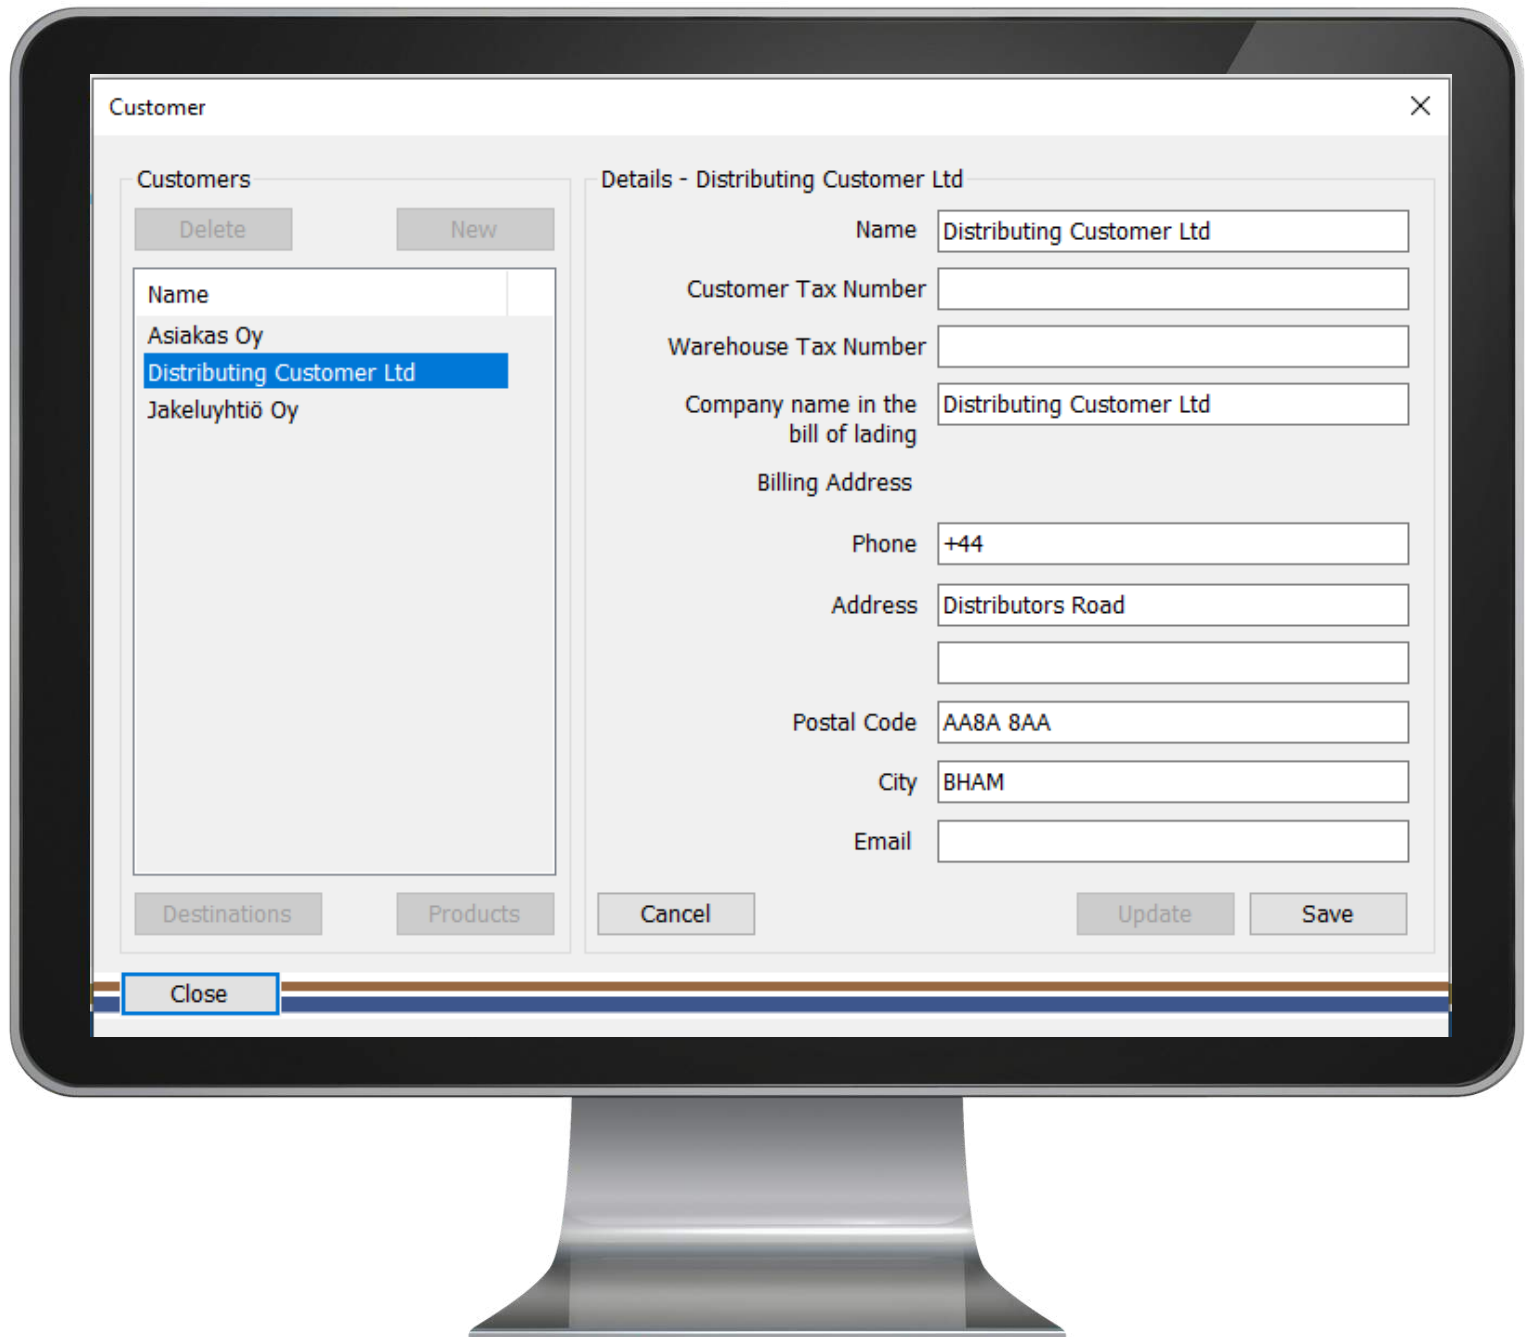 Customer
Customers
Delete
New
Name
Asiakas Oy
Distributing Customer Ltd
Jakeluyhtiö Oy
Destinations
Products
Details - Distributing Customer Ltd
Name
Distributing Customer Ltd
Customer Tax Number
Warehouse Tax Number
Company name in the
bill of lading
Distributing Customer Ltd
Billing Address
Phone
+44
Address
Distributors Road
Postal Code
AA8A 8AA
City
BHAM
Email
Cancel
Update
Save
Close